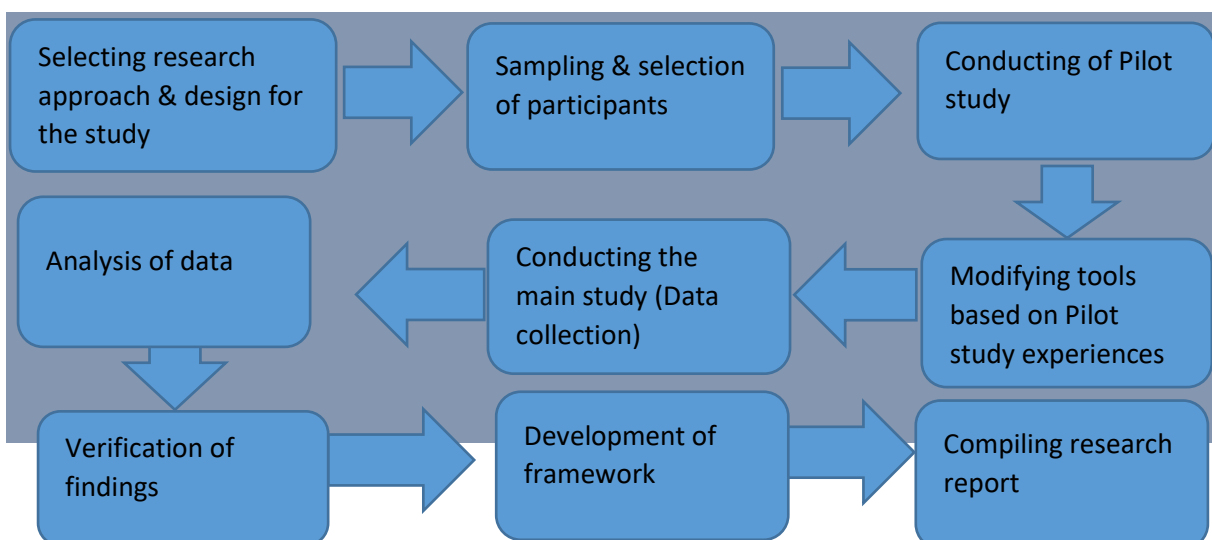 Selecting research
approach & design for
the study
Sampling & selection
of participants
Conducting of Pilot
study
Modifying tools
based on Pilot
study experiences
Conducting the
main study (Data
collection)
Analysis of data
Verification of
findings
Development of
framework
Compiling research
report